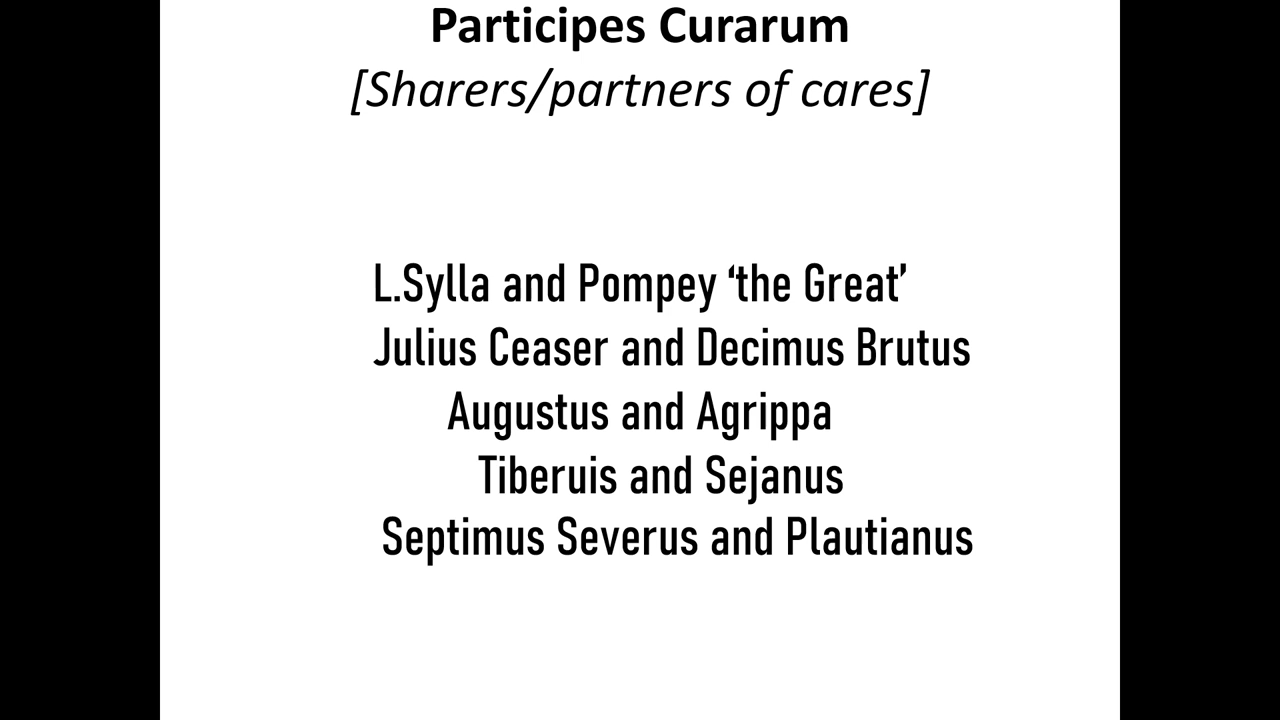 Participes Curarum
[Sharers/partners of cares]
L.Sylla and Pompey ‘the Great’
Julius Ceaser and Decimus Brutus
Augustus and Agrippa
Tiberuis and Sejanus
Septimus Severus and Plautianus